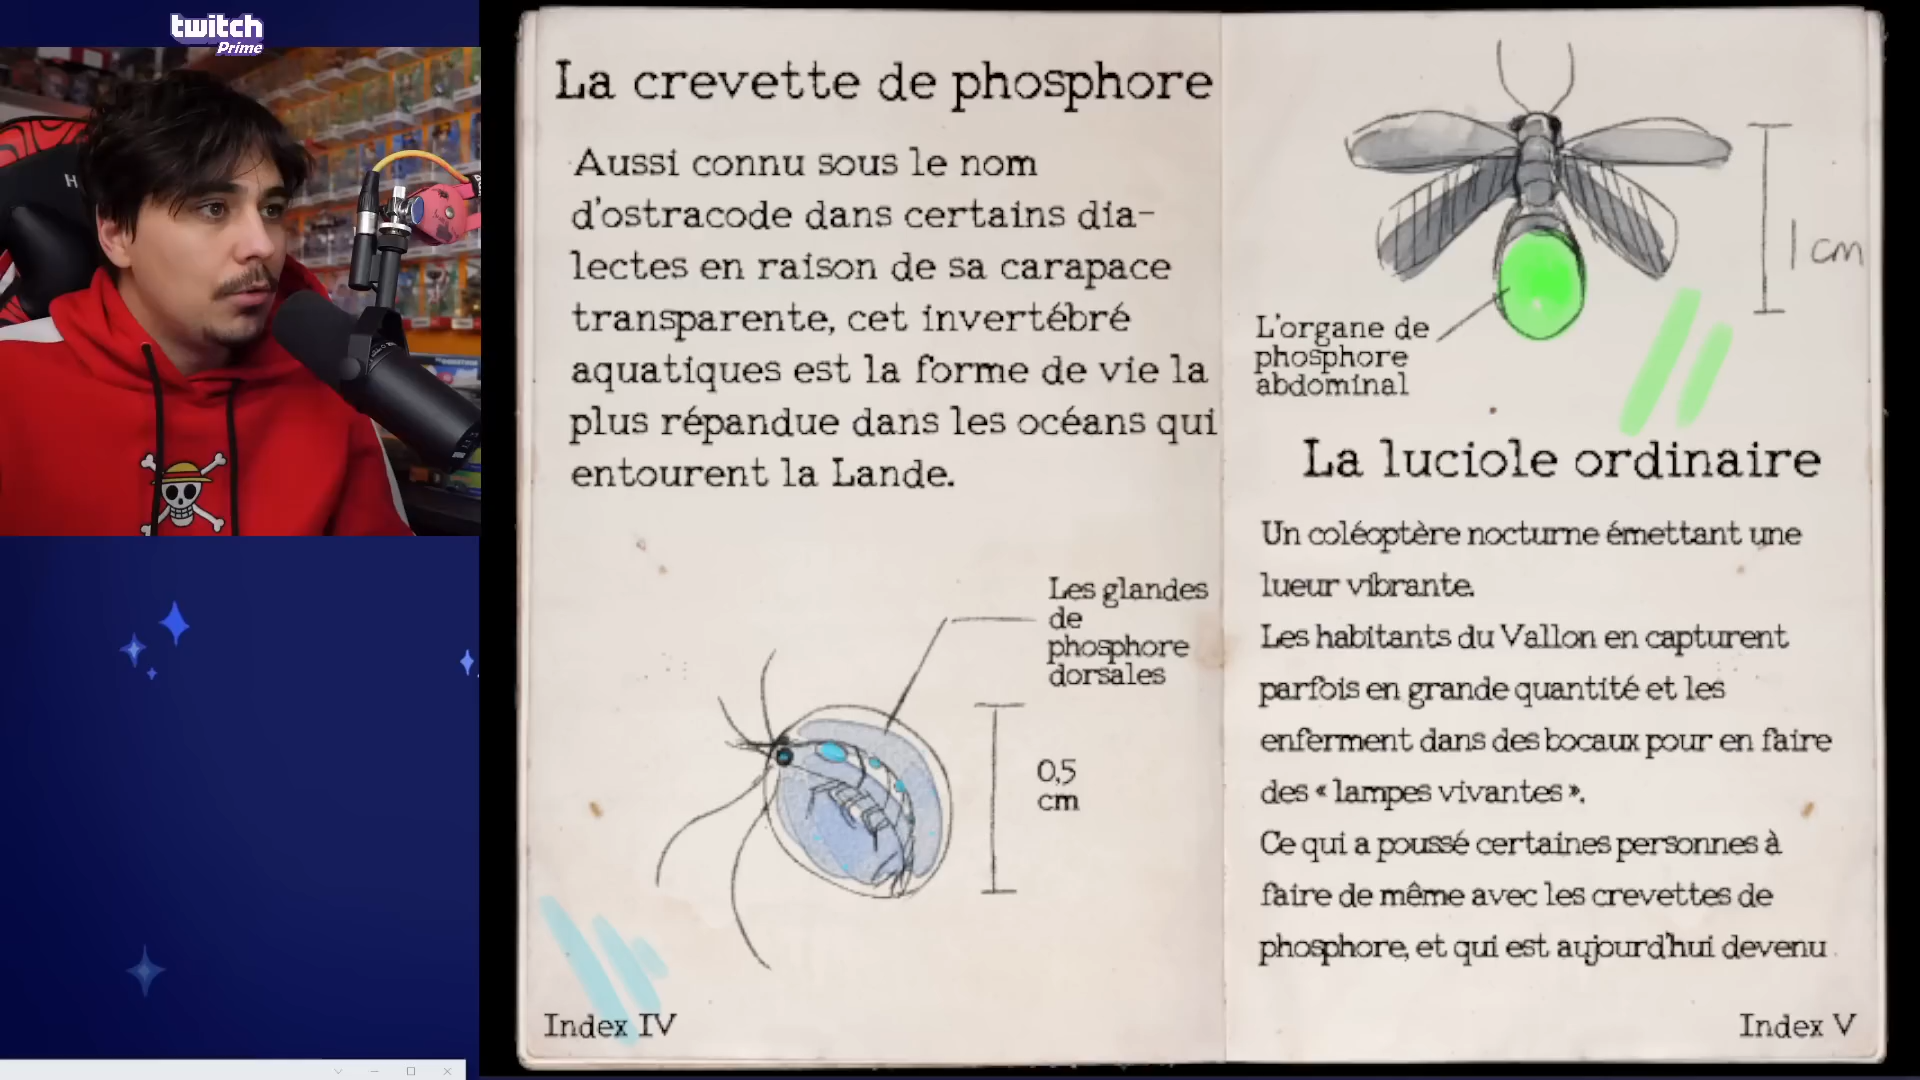 twitch
Prime
La crevette de phosphore
Aussi connu sous le nom
d'ostracode dans certains dia-
lectes en raison de sa carapace
transparente, cet invertébré
aquatiques est la forme de vie la
plus répandue dans les océans qui
entourent la Lande.
Les glandes
de
phosphore
dorsales
0,5
cm
Index IV
1 cm
L'organe de
phosphore
abdominal
La luciole ordinaire
Un coléoptère nocturne émettant une
lueur vibrante.
Les habitants du Vallon en capturent
parfois en grande quantité et les
enferment dans des bocaux pour en faire
des « lampes vivantes ».
Ce qui a poussé certaines personnes à
faire de même avec les crevettes de
phosphore, et qui est aujourd'hui devenu
Index V